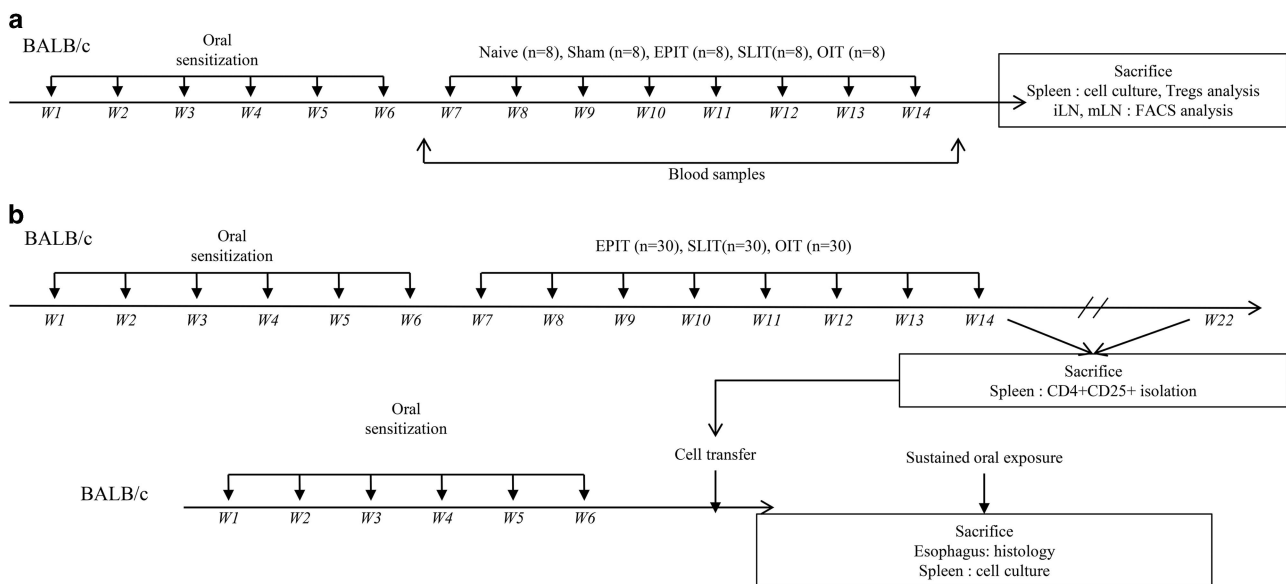 a
BALB/c
Oral
sensitization
Naive (n=8), Sham (n=8), EPIT (n=8), SLIT(n=8), OIT (n=8)
W1 W2 W3 W4 W5 W6 W7 W8 W9 W10 W11 W12 W13 W14
Sacrifice
Spleen : cell culture, Tregs analysis
iLN, mLN : FACS analysis
Blood samples
b
BALB/c
Oral
sensitization
EPIT (n=30), SLIT(n=30), OIT (n=30)
W1 W2 W3 W4 W5 W6 W7 W8 W9 W10 W11 W12 W13 W14 W22
Sacrifice
Spleen : CD4+CD25+ isolation
Oral
sensitization
Cell transfer
Sustained oral exposure
BALB/c
W1 W2 W3 W4 W5 W6
Sacrifice
Esophagus: histology
Spleen : cell culture